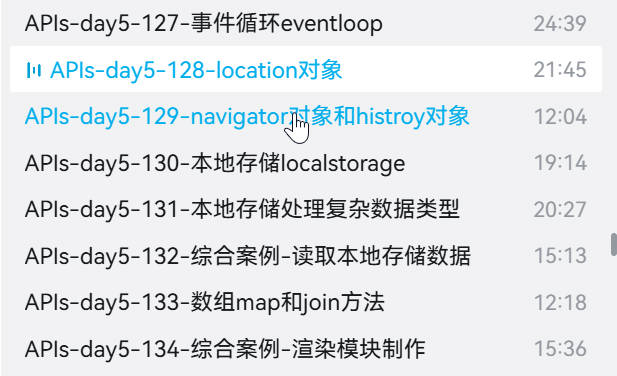 APIs-day5-127-事件循环eventloop 24:39
APIs-day5-128-location对象 21:45
APIs-day5-129-navigator对象和histroy对象 12:04
APIs-day5-130-本地存储localstorage 19:14
APIs-day5-131-本地存储处理复杂数据类型 20:27
APIs-day5-132-综合案例-读取本地存储数据 15:13
APIs-day5-133-数组map和join方法 12:18
APIs-day5-134-综合案例-渲染模块制作 15:36